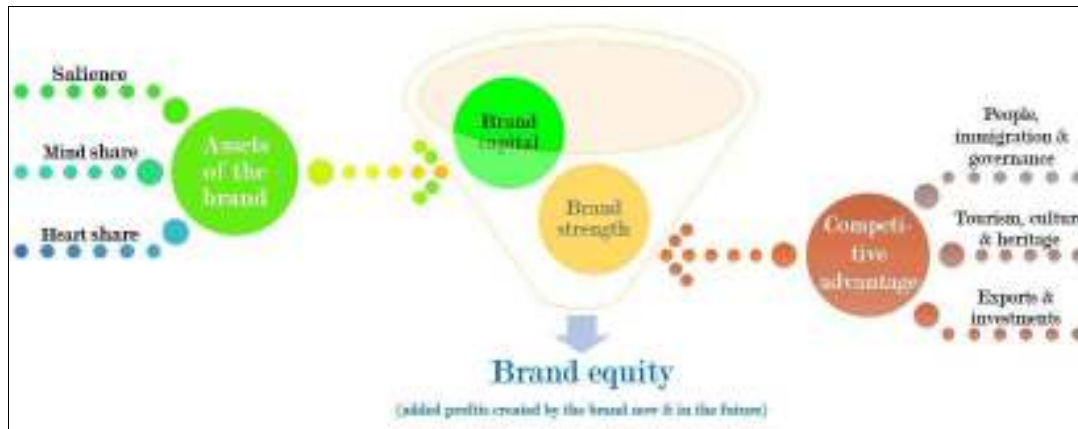 Salience
Mind share
Heart share
Assets
of the
brand
Brand
capital
Brand
strength
Competi-
tive
advantage
People,
immigration &
governance
Tourism, cultur
& heritage
Exports &
investments
Brand equity
(added profits created by the brand now & in the future)